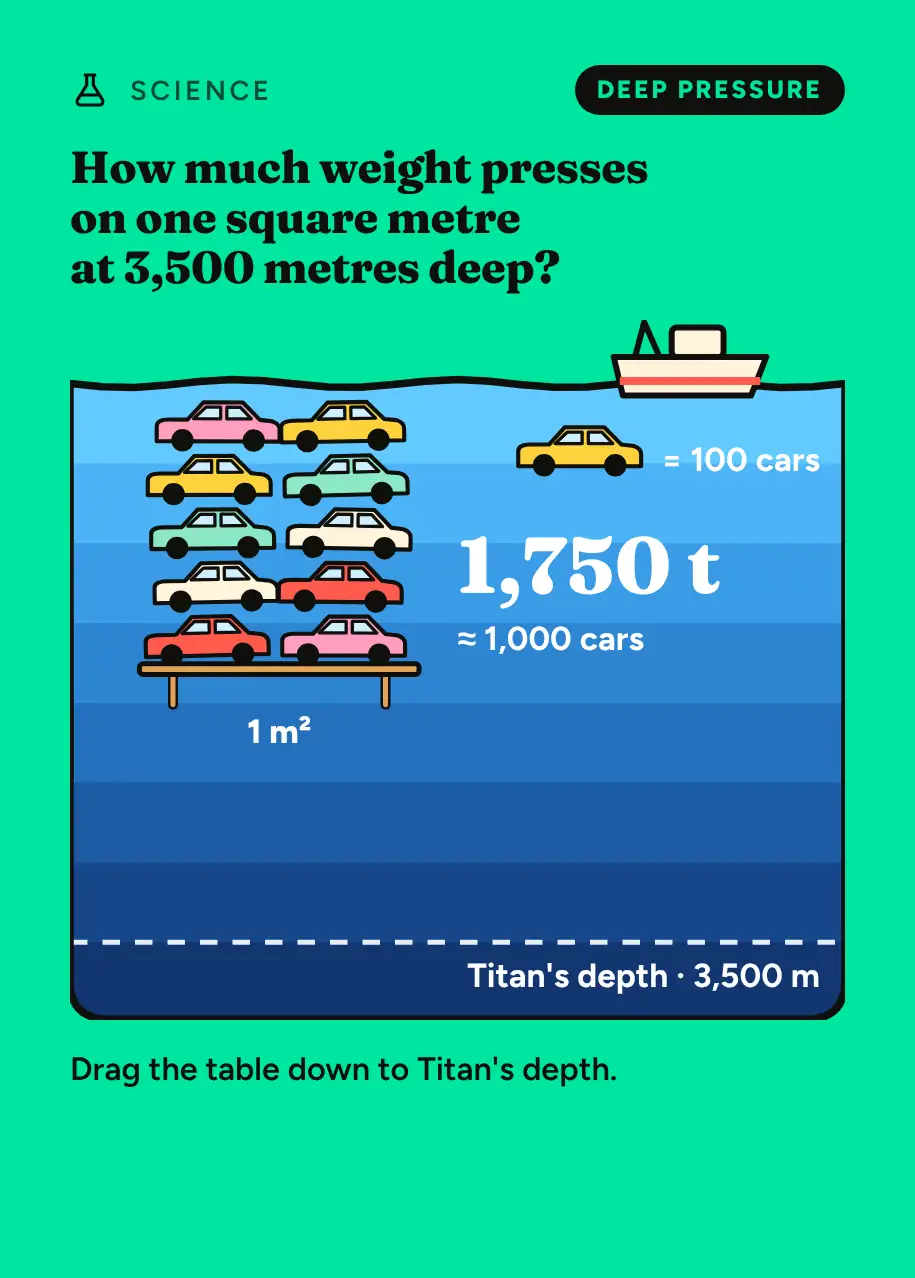 SCIENCE
DEEP PRESSURE
How much weight presses
on one square metre
at 3,500 metres deep?
= 100 cars
1,750 t
≈ 1,000 cars
1 m²
Titan's depth · 3,500 m
Drag the table down to Titan's depth.